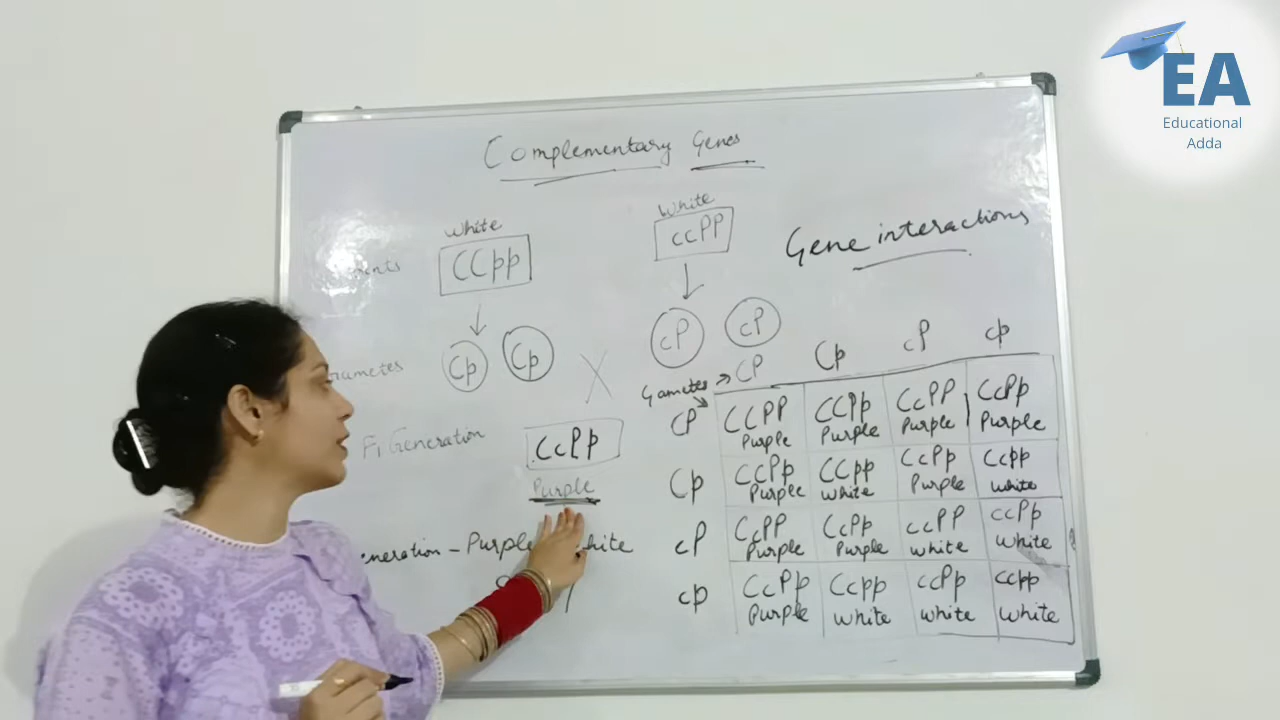 EA
Educational
Adda
Complementary Genes
Gene interactions
White White
CCpp ccPP
Cp Cp cP cP
F1 Generation
CcPp
Purple
eneration - Purple
Gametes → CP Cp cP cp
CP CCPP Purple CCPp Purple CcPP Purple CcPp Purple
Cp CCPp Purple CCpp White CcPp Purple Ccpp White
cP CcPP Purple CcPp Purple ccPP White ccPp White
cp CcPp Purple Ccpp White ccPp White ccpp White